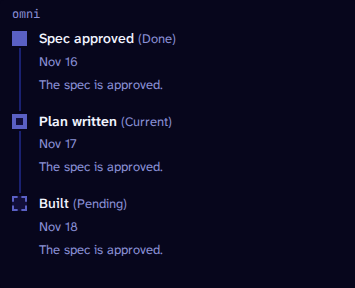 omni
Spec approved (Done)
Nov 16
The spec is approved.
Plan written (Current)
Nov 17
The spec is approved.
Built (Pending)
Nov 18
The spec is approved.